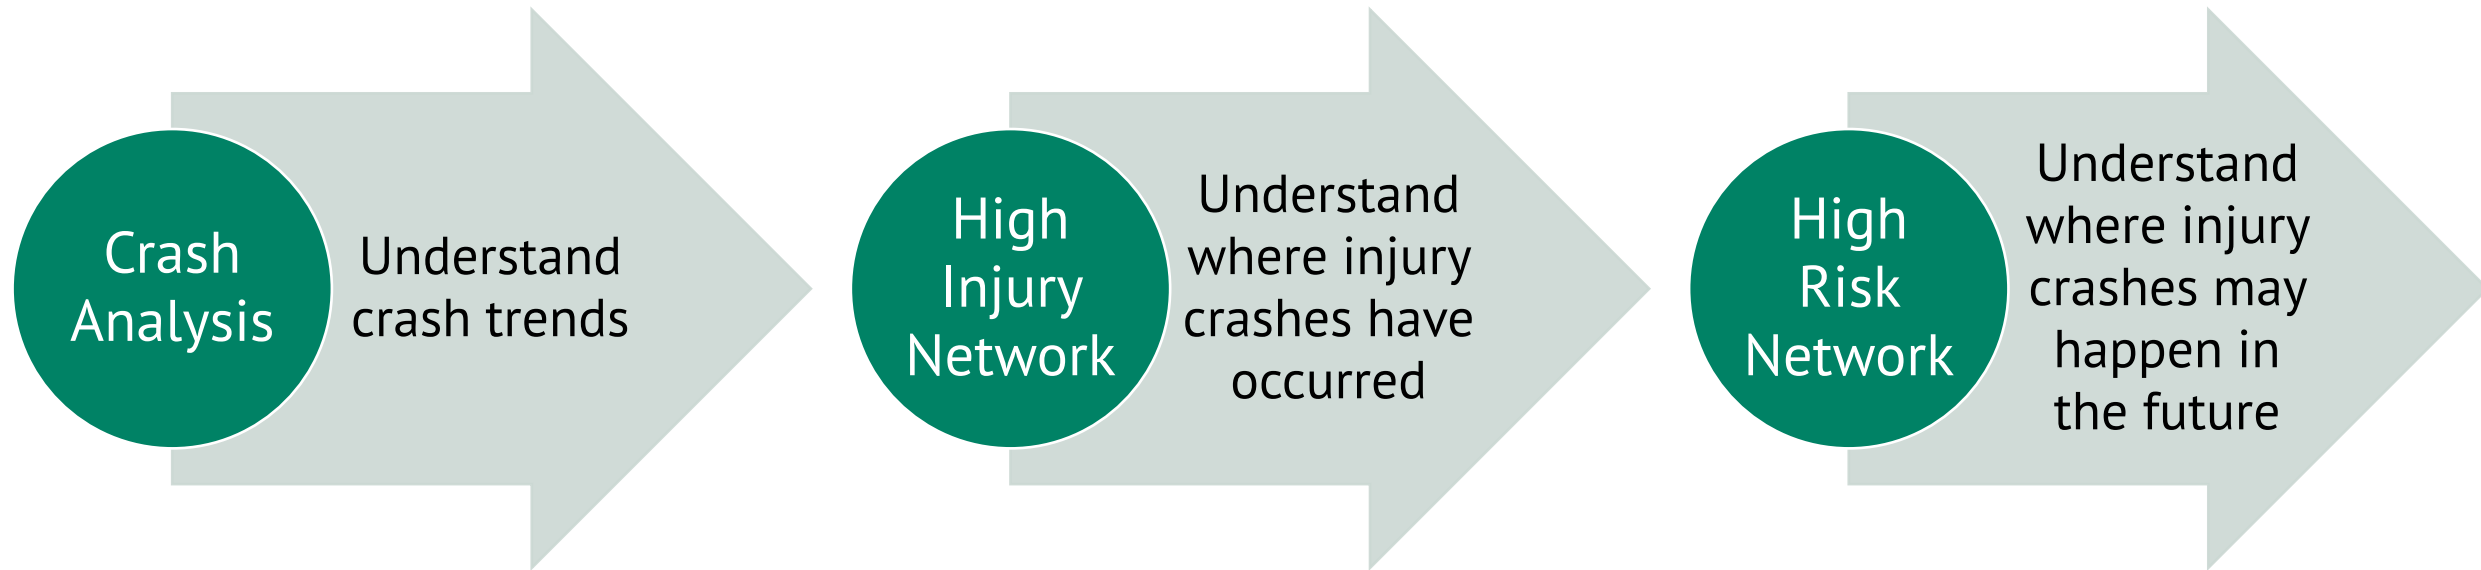 Crash
Analysis
Understand
crash trends
High
Injury
Network
Understand
where injury
crashes have
occurred
High
Risk
Network
Understand
where injury
crashes may
happen in
the future